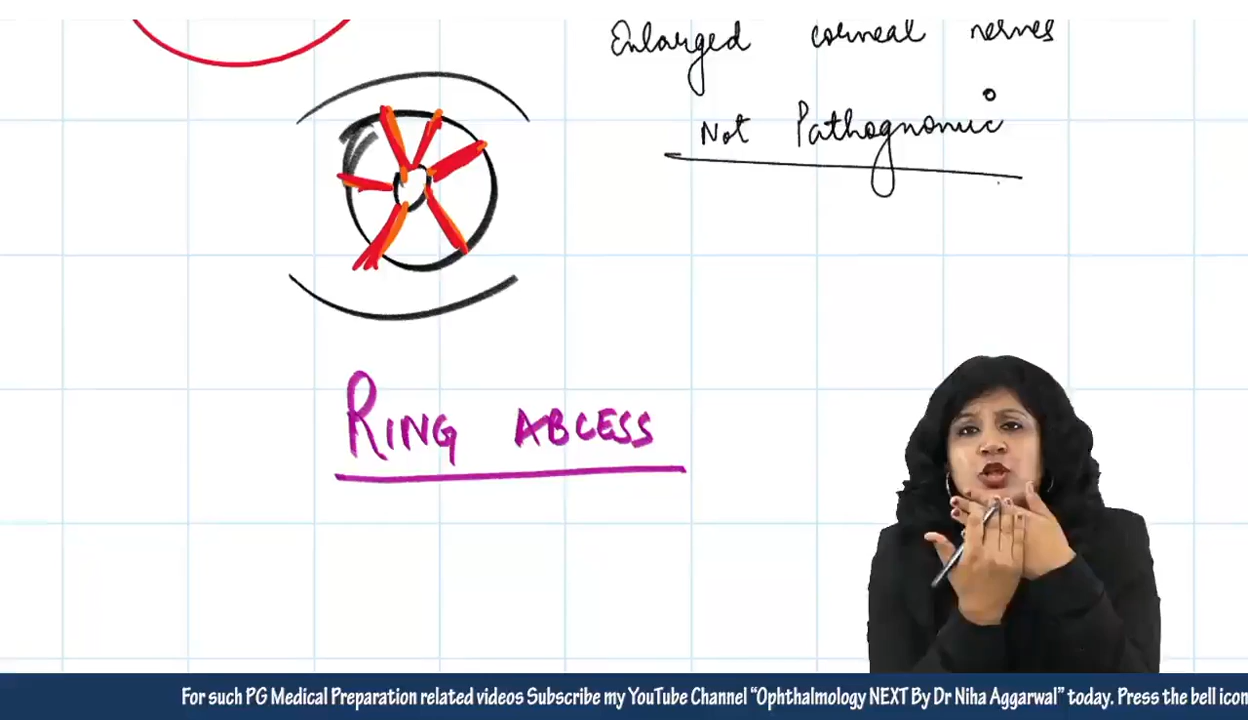 Enlarged corneal nerves
Not Pathognomic
RING ABCESS
For such PG Medical Preparation related videos Subscribe my YouTube Channel “Ophthalmology NEXT By Dr Niha Aggarwal” today. Press the bell icon